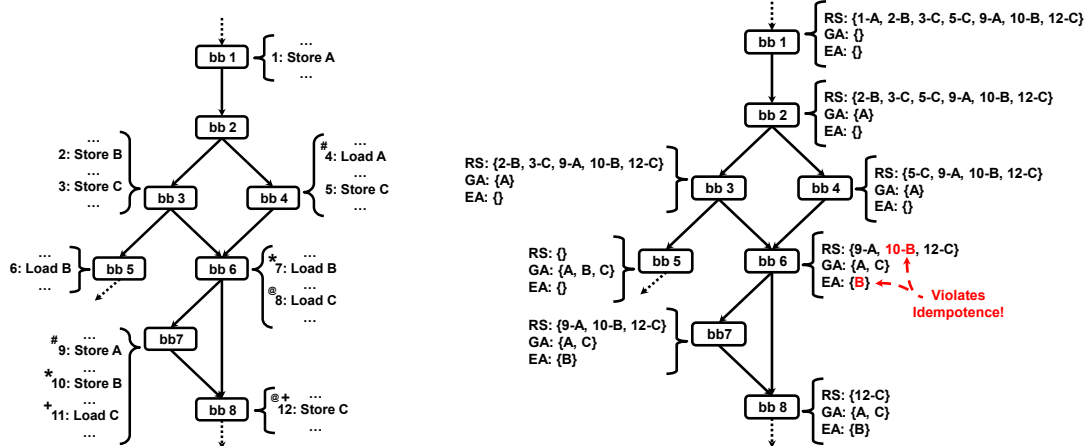 bb 1
…
1: Store A
…
bb 2
…
2: Store B
…
3: Store C
…
bb 3
#
…
4: Load A
…
5: Store C
…
bb 4
…
6: Load B
…
bb 5
bb 6
…
*
7: Load B
…
@
8: Load C
…
#
…
9: Store A
…
*
10: Store B
…
+
11: Load C
…
bb7
bb 8
@ +
…
12: Store C
…
bb 1
RS: {1-A, 2-B, 3-C, 5-C, 9-A, 10-B, 12-C}
GA: {}
EA: {}
bb 2
RS: {2-B, 3-C, 5-C, 9-A, 10-B, 12-C}
GA: {A}
EA: {}
RS: {2-B, 3-C, 9-A, 10-B, 12-C}
GA: {A}
EA: {}
bb 3
bb 4
RS: {5-C, 9-A, 10-B, 12-C}
GA: {A}
EA: {}
RS: {}
GA: {A, B, C}
EA: {}
bb 5
bb 6
RS: {9-A, 10-B, 12-C}
GA: {A, C}
EA: {B}
Violates
Idempotence!
RS: {9-A, 10-B, 12-C}
GA: {A, C}
EA: {B}
bb7
bb 8
RS: {12-C}
GA: {A, C}
EA: {B}